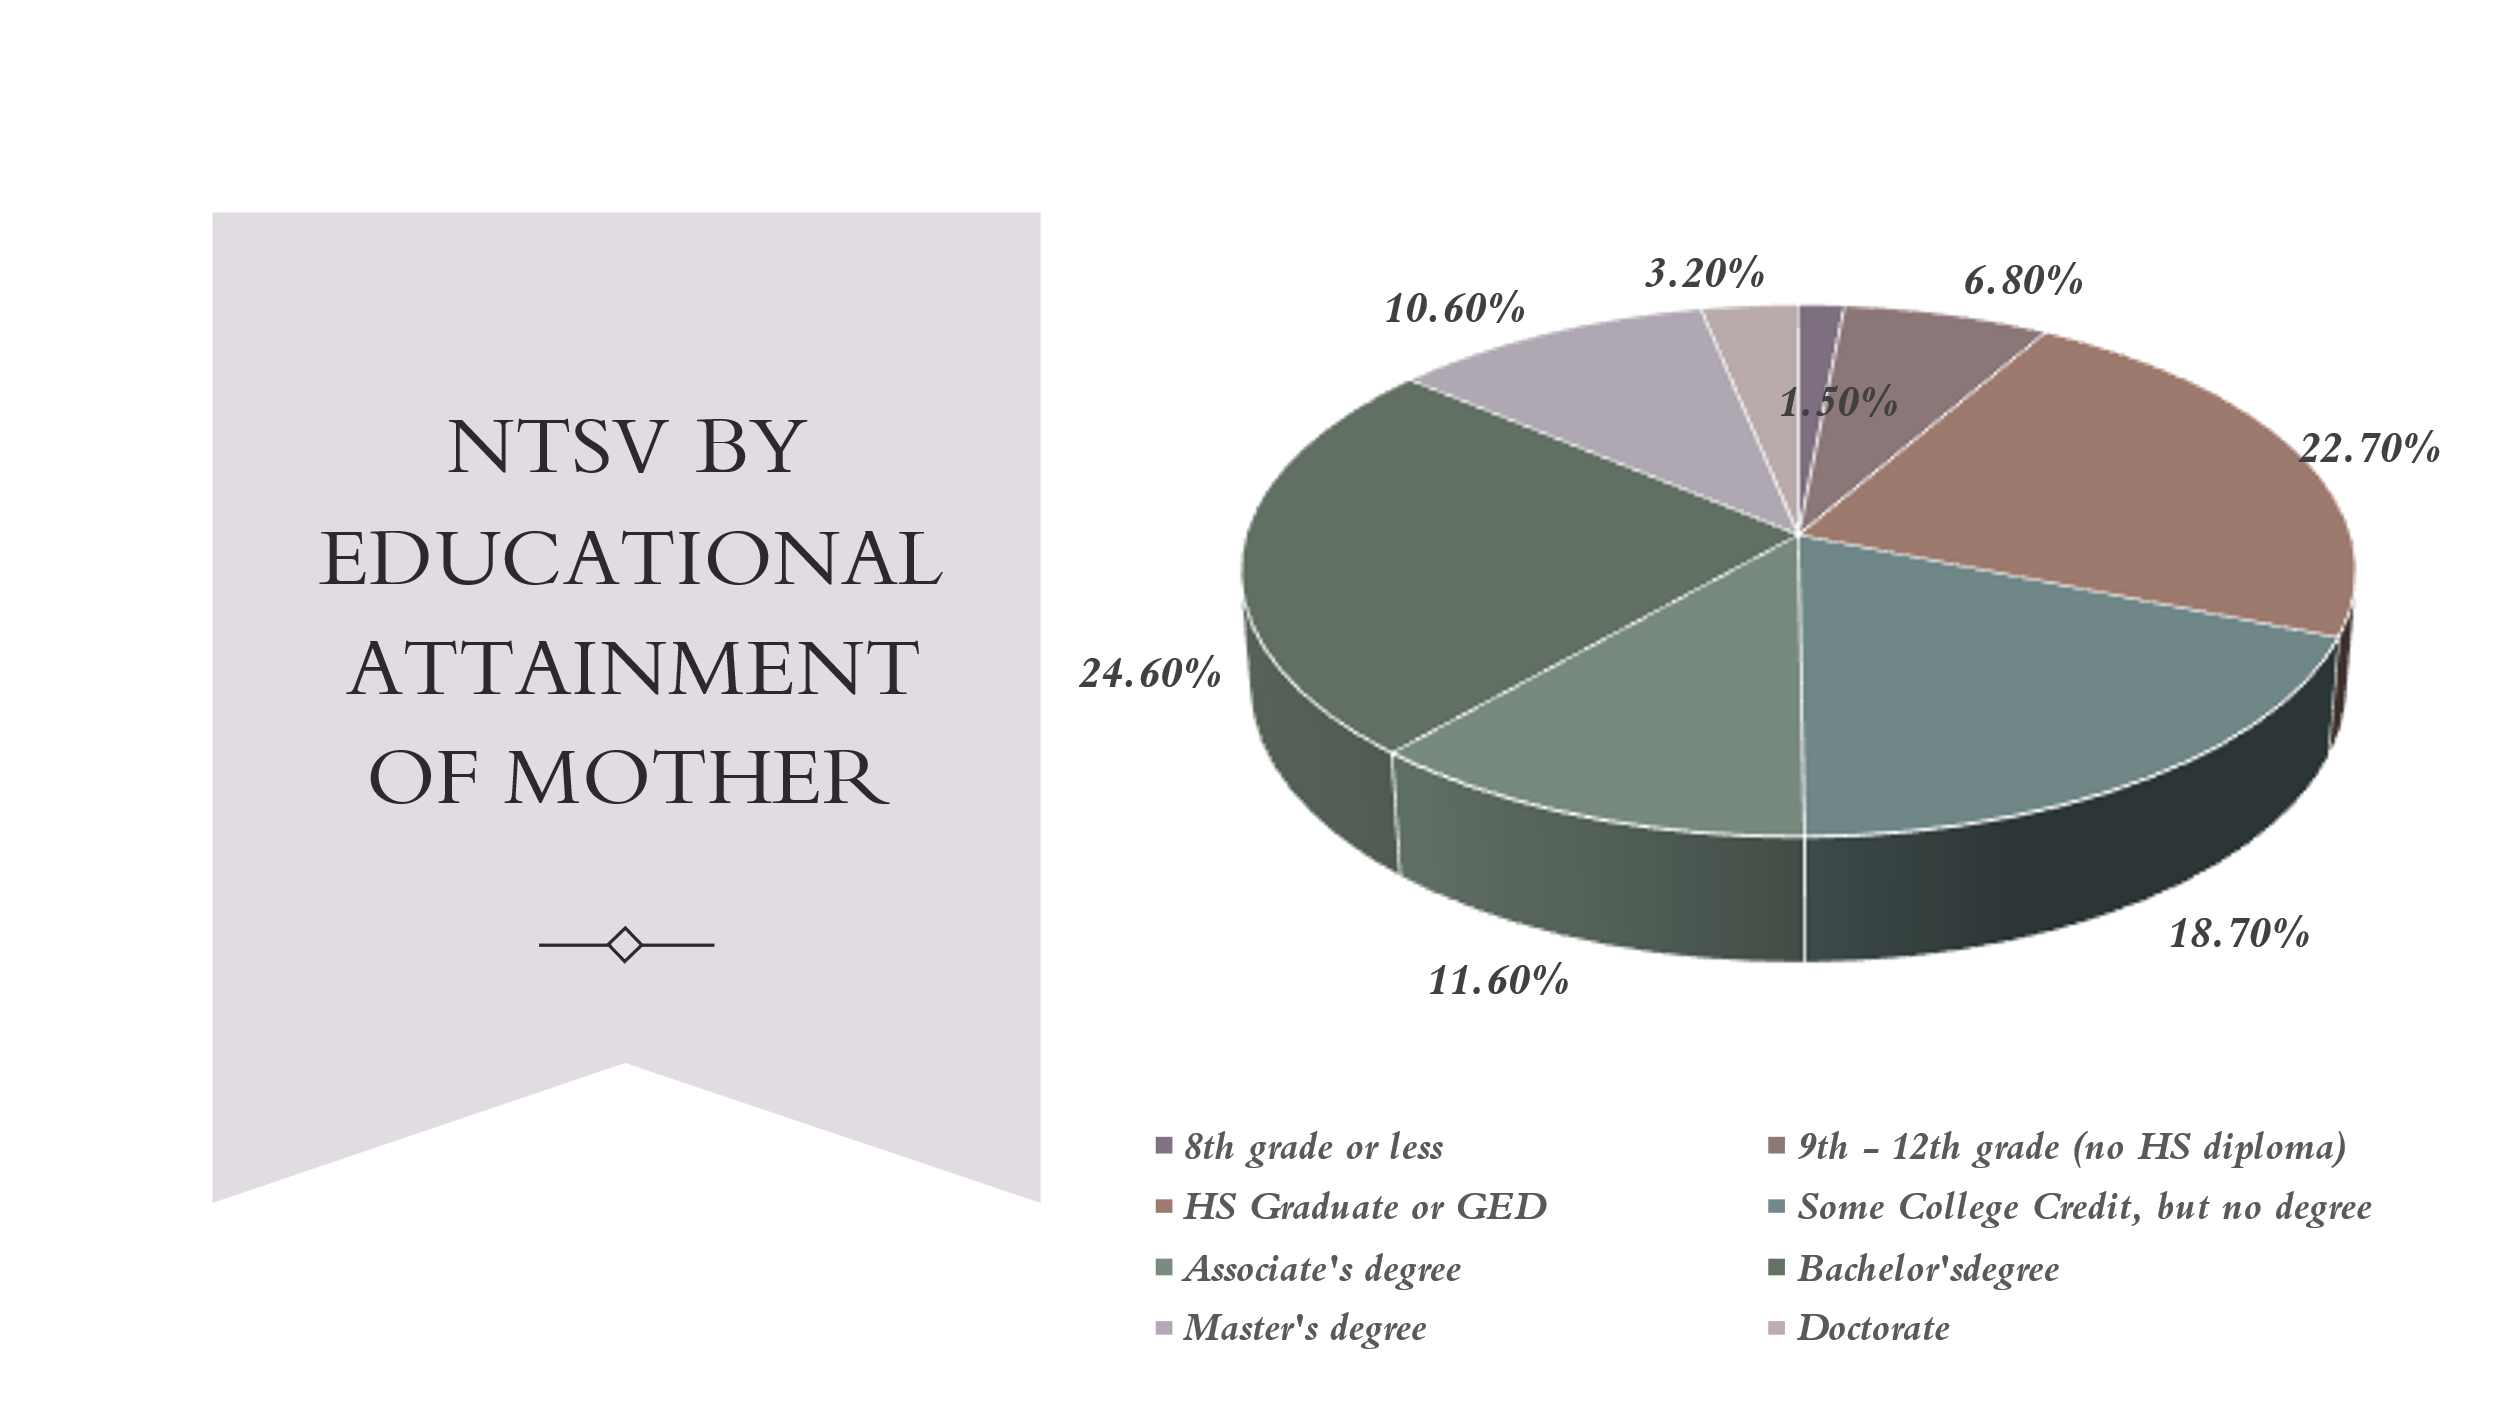 NTSV BY
EDUCATIONAL
ATTAINMENT
OF MOTHER
3.20%
6.80%
10.60%
1.50%
22.70%
24.60%
18.70%
11.60%
8th grade or less
9th – 12th grade (no HS diploma)
HS Graduate or GED
Some College Credit, but no degree
Associate's degree
Bachelor'sdegree
Master's degree
Doctorate